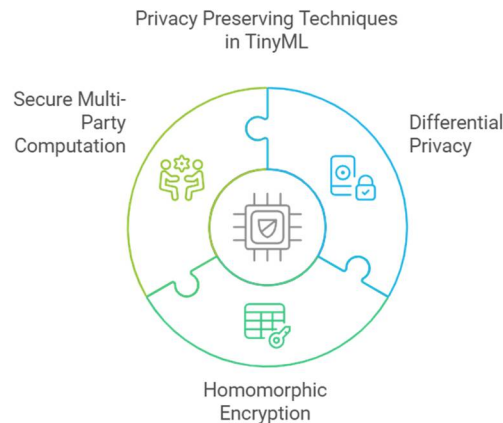 Privacy Preserving Techniques
in TinyML
Secure Multi-
Party
Computation
Differential
Privacy
Homomorphic
Encryption